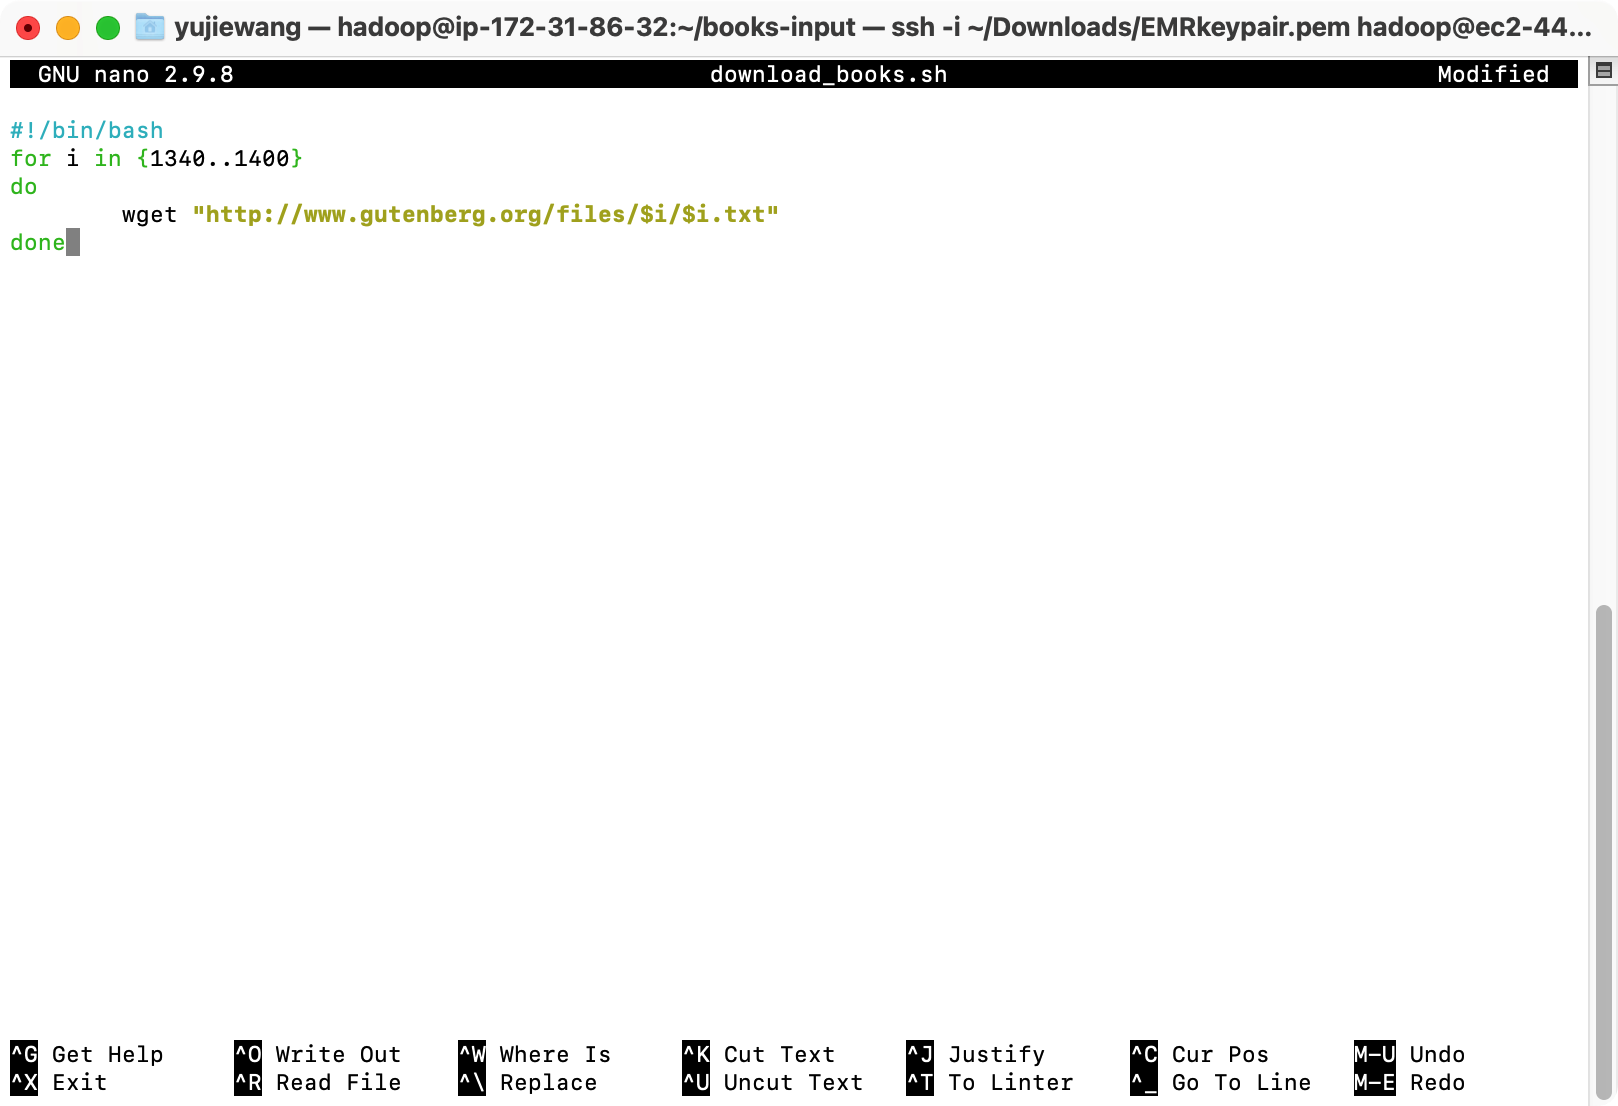 yujiewang — hadoop@ip-172-31-86-32:~/books-input — ssh -i ~/Downloads/EMRkeypair.pem hadoop@ec2-44...
GNU nano 2.9.8 download_books.sh Modified
#!/bin/bash
for i in {1340..1400}
do
        wget "http://www.gutenberg.org/files/$i/$i.txt"
done
^G Get Help ^O Write Out ^W Where Is ^K Cut Text ^J Justify ^C Cur Pos M-U Undo
^X Exit ^R Read File ^\ Replace ^U Uncut Text ^T To Linter ^_ Go To Line M-E Redo